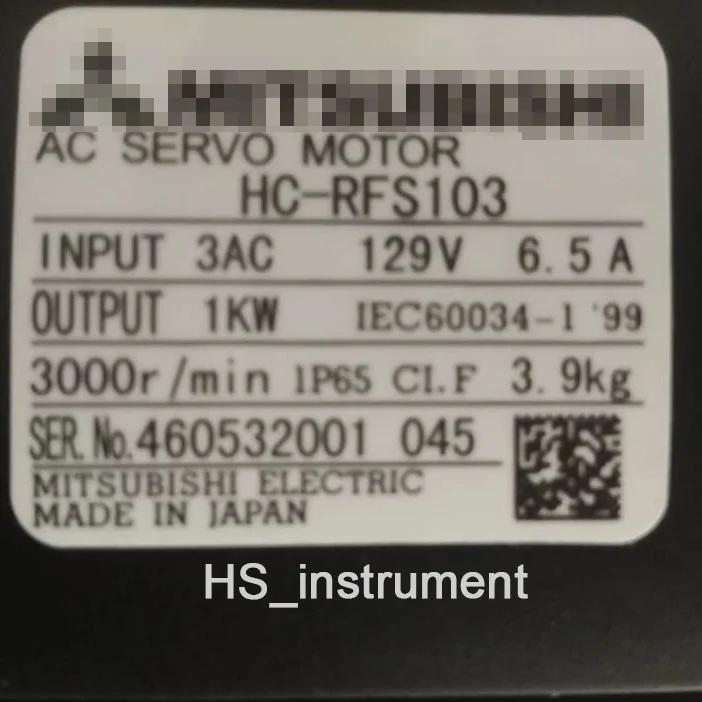 MITSUBISHI
AC SERVO MOTOR
HC-RFS103
INPUT 3AC 129V 6.5 A
OUTPUT 1KW IEC60034-1 '99
3000r/min IP65 CI.F 3.9kg
SER.No.460532001 045
MITSUBISHI ELECTRIC
MADE IN JAPAN
HS_instrument